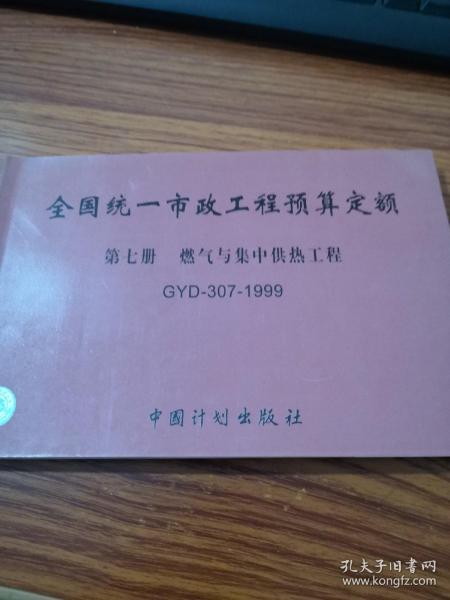 全国统一市政工程预算定额
第七册 燃气与集中供热工程
GYD-307-1999
中國计划出版社
孔夫子旧书网
www.kongfz.com